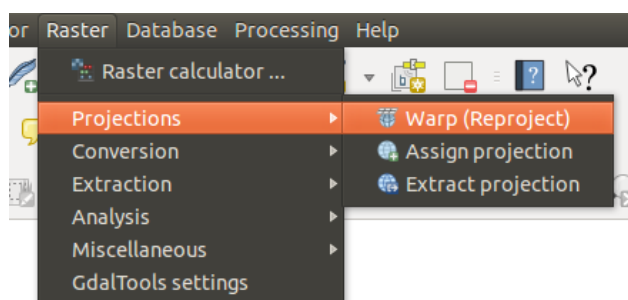 or Raster Database Processing Help
Raster calculator ...
Projections
Warp (Reproject)
Conversion
Assign projection
Extraction
Extract projection
Analysis
Miscellaneous
GdalTools settings